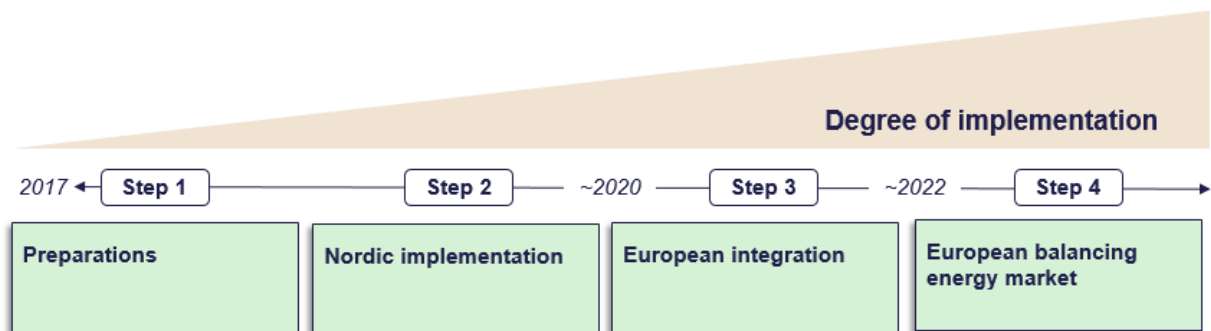 Degree of implementation
2017 Step 1 Step 2 ~2020 Step 3 ~2022 Step 4
Preparations
Nordic implementation
European integration
European balancing
energy market